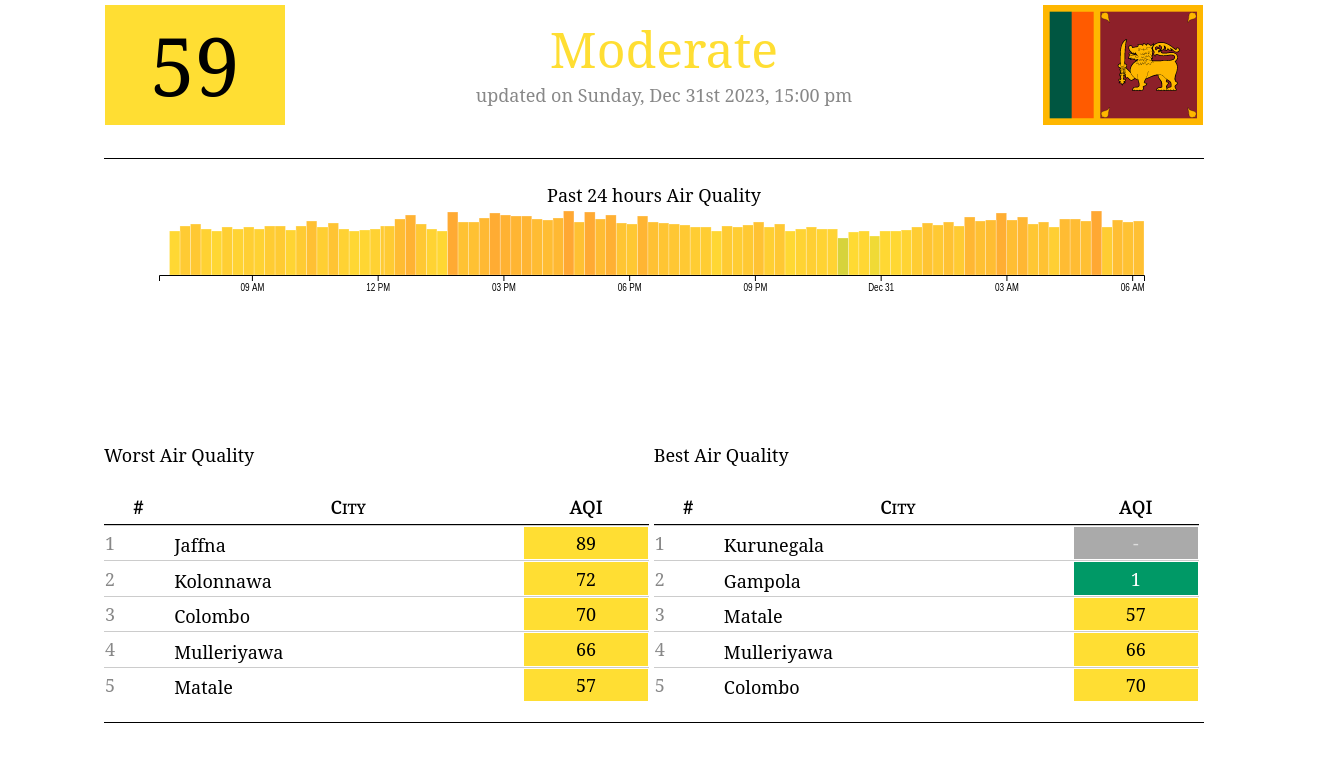 59
Moderate
updated on Sunday, Dec 31st 2023, 15:00 pm
Past 24 hours Air Quality
09 AM 12 PM 03 PM 06 PM 09 PM Dec 31 03 AM 06 AM
Worst Air Quality
# City AQI
1 Jaffna 89
2 Kolonnawa 72
3 Colombo 70
4 Mulleriyawa 66
5 Matale 57
Best Air Quality
# City AQI
1 Kurunegala -
2 Gampola 1
3 Matale 57
4 Mulleriyawa 66
5 Colombo 70